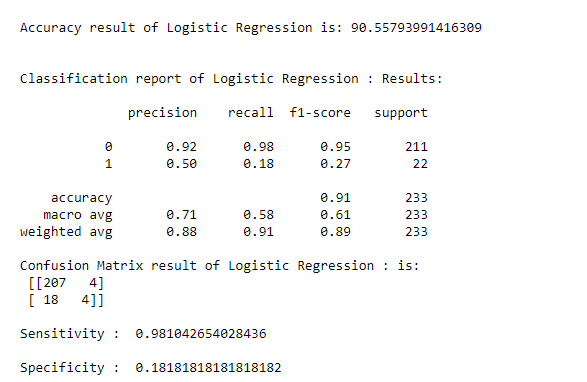 Accuracy result of Logistic Regression is: 90.55793991416309
Classification report of Logistic Regression : Results:
precision recall f1-score support
0 0.92 0.98 0.95 211
1 0.50 0.18 0.27 22
accuracy 0.91 233
macro avg 0.71 0.58 0.61 233
weighted avg 0.88 0.91 0.89 233
Confusion Matrix result of Logistic Regression : is:
[[207 4]
[ 18 4]]
Sensitivity : 0.981042654028436
Specificity : 0.18181818181818182